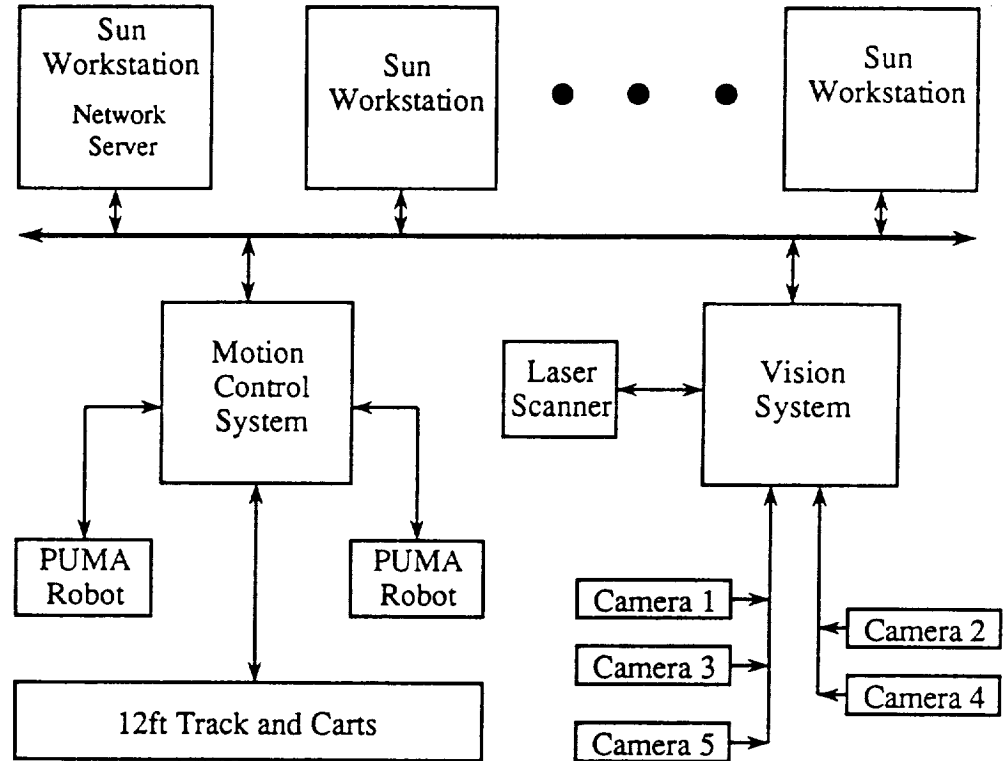 Sun
Workstation
Network
Server
Sun
Workstation
Sun
Workstation
Motion
Control
System
Laser
Scanner
Vision
System
PUMA
Robot
PUMA
Robot
Camera 1
Camera 2
Camera 3
Camera 4
Camera 5
12ft Track and Carts